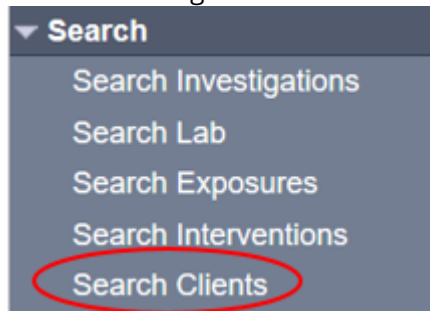 Search
Search Investigations
Search Lab
Search Exposures
Search Interventions
Search Clients